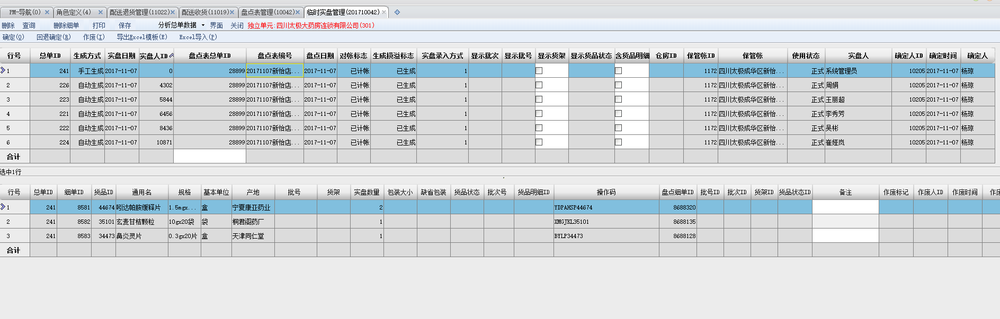 PM-导航(0) 角色定义(4) 配送退货管理(11022) 配送收货(11019) 盘点表管理(10042) 临时实盘管理(201710042)
删除 查询 删除细单 打印 保存 分析总单数据 界面 关闭 独立单元:四川太极大药房连锁有限公司(301)
确定(O) 回退确定(R) 作废(I) 导出Excel模板(E) Excel导入(P)
行号 总单ID 生成方式 实盘日期 实盘人ID 盘点表总单ID 盘点表编号 盘点日期 对帐标志 生成损溢标志 实盘录入方式 显示批次 显示批号 显示货架 显示货品状态 含货品明细 仓房ID 保管帐ID 保管帐 使用状态 实盘人 确定人ID 确定时间 确定人
1 241 手工生成 2017-11-07 0 28899 20171107新怡店... 2017-11-07 已计帐 已生成 1 1172 四川太极成华区新怡... 正式 系统管理员 10205 2017-11-07 杨琼
2 226 自动生成 2017-11-07 4302 28899 20171107新怡店... 2017-11-07 已计帐 已生成 1 1172 四川太极成华区新怡... 正式 周娟 10205 2017-11-07 杨琼
3 223 自动生成 2017-11-07 5844 28899 20171107新怡店... 2017-11-07 已计帐 已生成 1 1172 四川太极成华区新怡... 正式 王丽超 10205 2017-11-07 杨琼
4 221 自动生成 2017-11-07 6456 28899 20171107新怡店... 2017-11-07 已计帐 已生成 1 1172 四川太极成华区新怡... 正式 李秀芳 10205 2017-11-07 杨琼
5 222 自动生成 2017-11-07 8436 28899 20171107新怡店... 2017-11-07 已计帐 已生成 1 1172 四川太极成华区新怡... 正式 吴彬 10205 2017-11-07 杨琼
6 224 自动生成 2017-11-07 10871 28899 20171107新怡店... 2017-11-07 已计帐 已生成 1 1172 四川太极成华区新怡... 正式 崔娅岚 10205 2017-11-07 杨琼
合计
选中1行
行号 总单ID 细单ID 货品ID 通用名 规格 基本单位 产地 批号 货架 实盘数量 包装大小 缺省包装 货品状态 批次号 货品明细ID 操作码 盘点细单ID 批号ID 批次ID 货架ID 货品状态ID 备注 作废标记 作废人ID 作废时间 作废
1 241 8581 44674 吲达帕胺缓释片 1.5mgx... 盒 宁夏康亚药业 2 YDPAHSP44674 8688320
2 241 8582 35101 玄麦甘桔颗粒 10gx20袋 袋 桐君阁药厂 1 XMGJKL35101 8688135
3 241 8583 34473 鼻炎灵片 0.3gx20片 盒 天津同仁堂 1 BYLP34473 8688128
合计